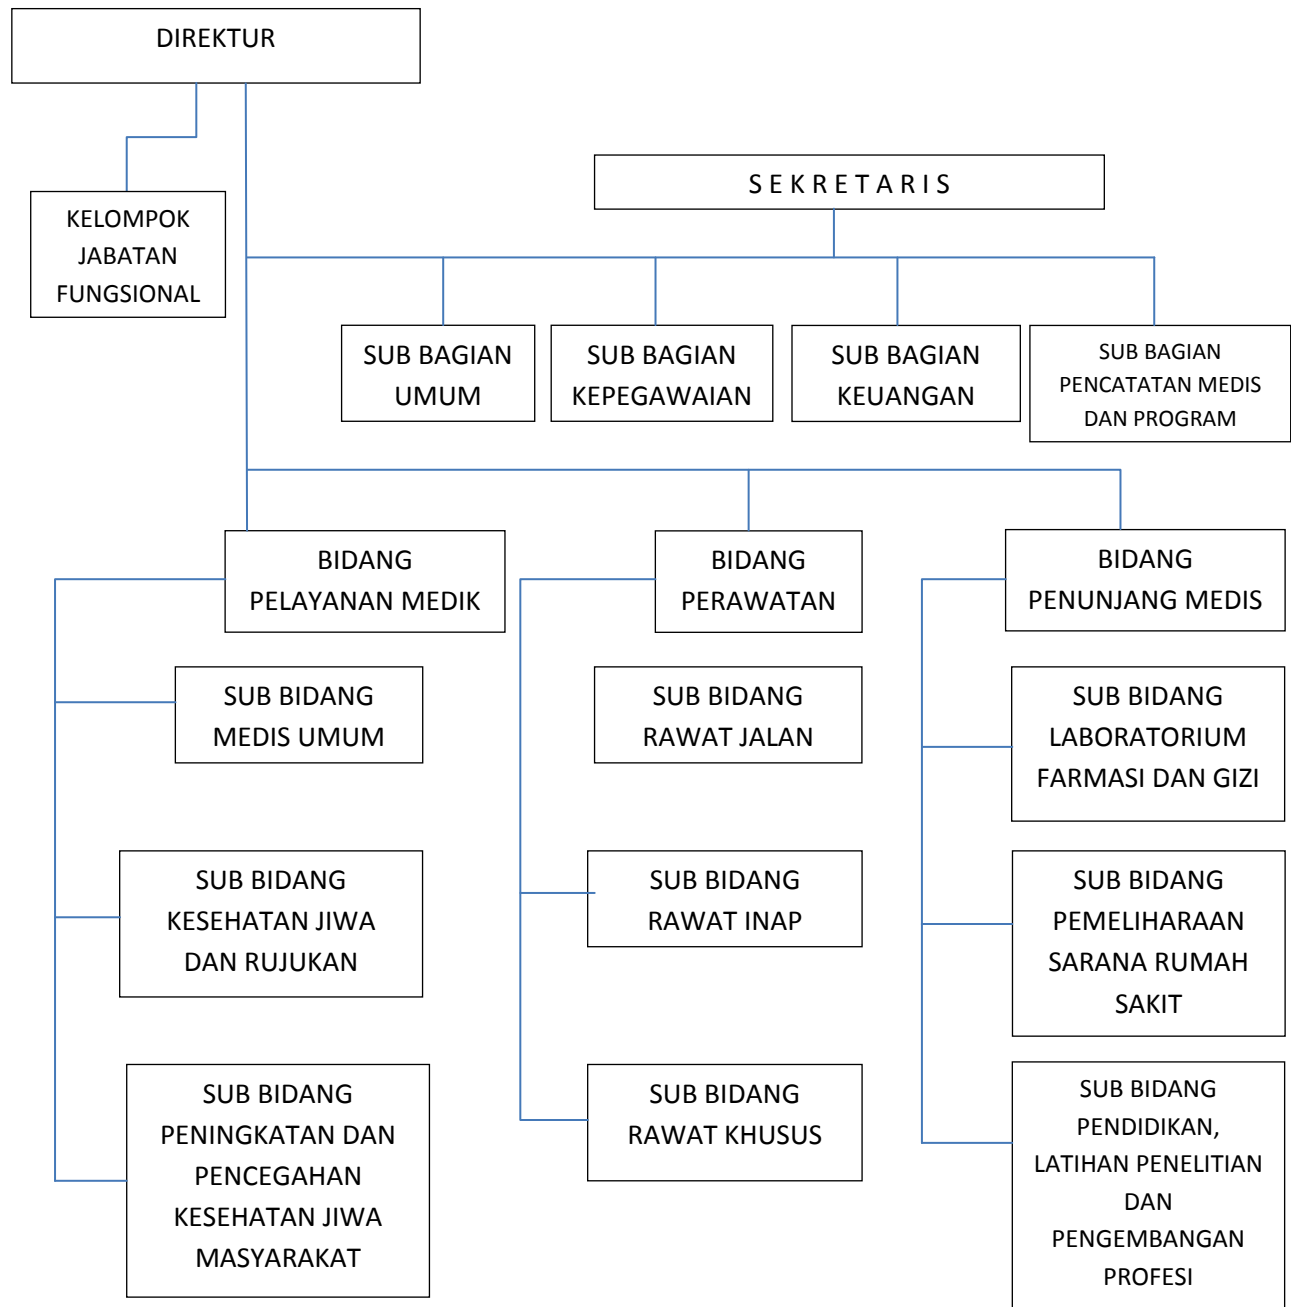 DIREKTUR
S E K R E T A R I S
KELOMPOK
JABATAN
FUNGSIONAL
SUB BAGIAN
UMUM
SUB BAGIAN
KEPEGAWAIAN
SUB BAGIAN
KEUANGAN
SUB BAGIAN
PENCATATAN MEDIS
DAN PROGRAM
BIDANG
PELAYANAN MEDIK
BIDANG
PERAWATAN
BIDANG
PENUNJANG MEDIS
SUB BIDANG
MEDIS UMUM
SUB BIDANG
RAWAT JALAN
SUB BIDANG
LABORATORIUM
FARMASI DAN GIZI
SUB BIDANG
KESEHATAN JIWA
DAN RUJUKAN
SUB BIDANG
RAWAT INAP
SUB BIDANG
PEMELIHARAAN
SARANA RUMAH
SAKIT
SUB BIDANG
PENINGKATAN DAN
PENCEGAHAN
KESEHATAN JIWA
MASYARAKAT
SUB BIDANG
RAWAT KHUSUS
SUB BIDANG
PENDIDIKAN,
LATIHAN PENELITIAN
DAN
PENGEMBANGAN
PROFESI